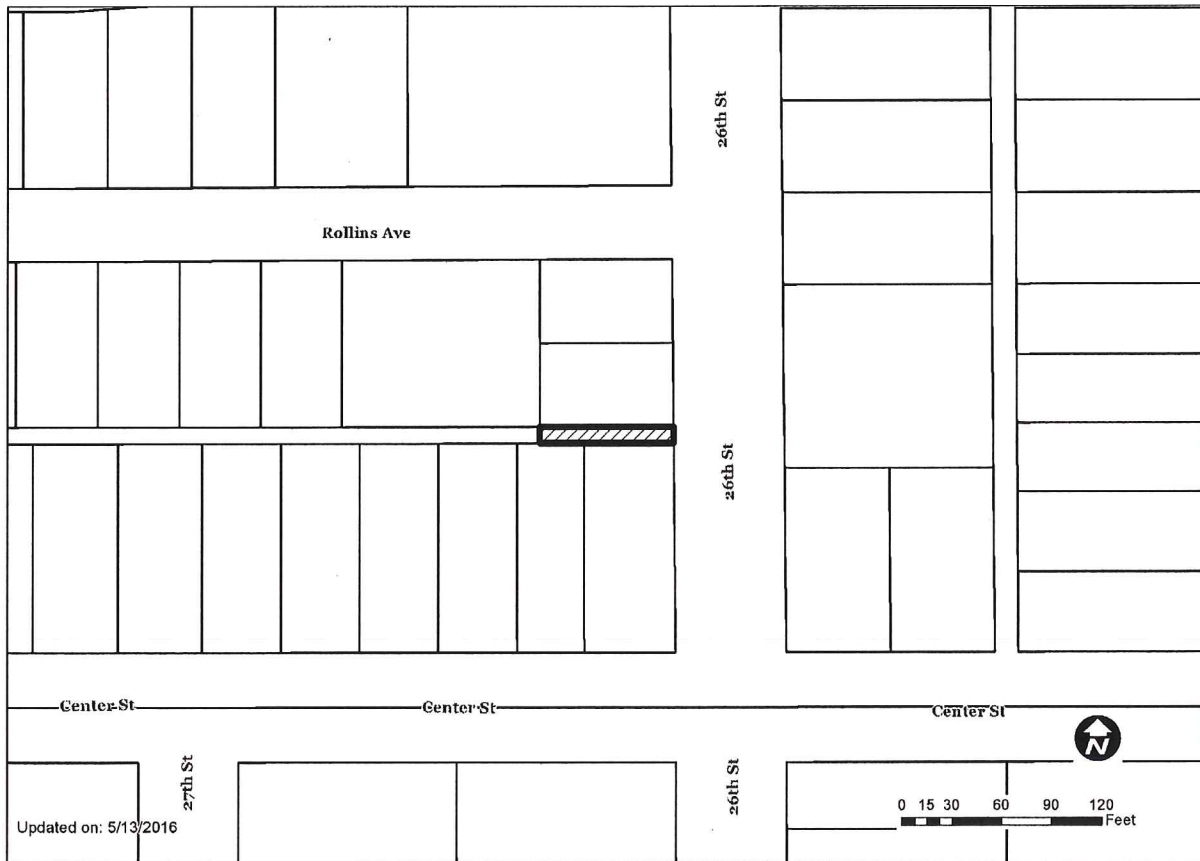 26th St
Rollins Ave
26th St
Center St
Center St
Center St
N
27th St
26th St
0 15 30 60 90 120
Feet
Updated on: 5/13/2016